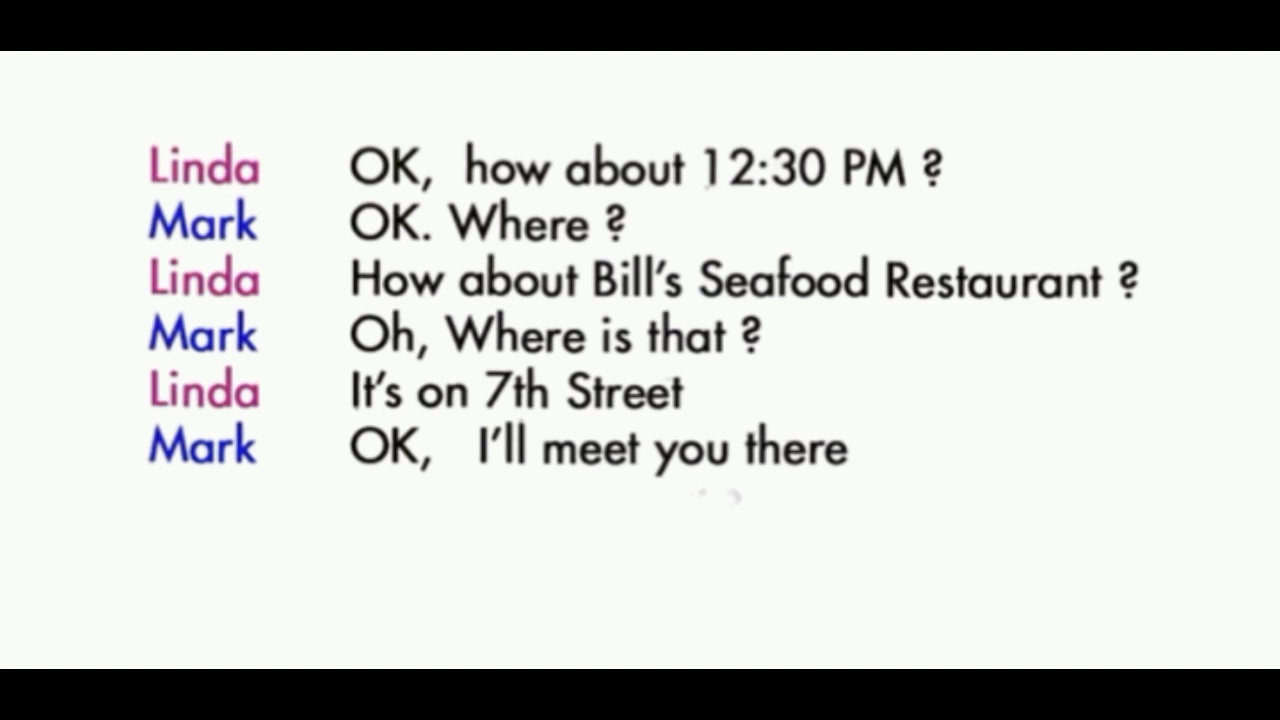 Linda OK, how about 12:30 PM ?
Mark OK. Where ?
Linda How about Bill's Seafood Restaurant ?
Mark Oh, Where is that ?
Linda It's on 7th Street
Mark OK, I'll meet you there